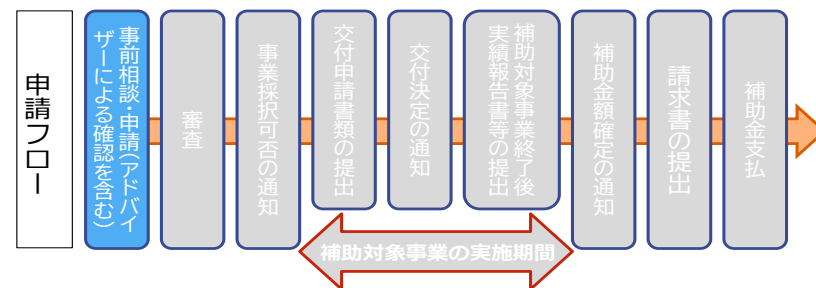 申請フロー
事前相談・申請(アドバイ
ザーによる確認を含む)
審査
事業採択可否の通知
交付申請書類の提出
交付決定の通知
補助対象事業終了後
実績報告書等の提出
補助金額確定の通知
請求書の提出
補助金支払
補助対象事業の実施期間